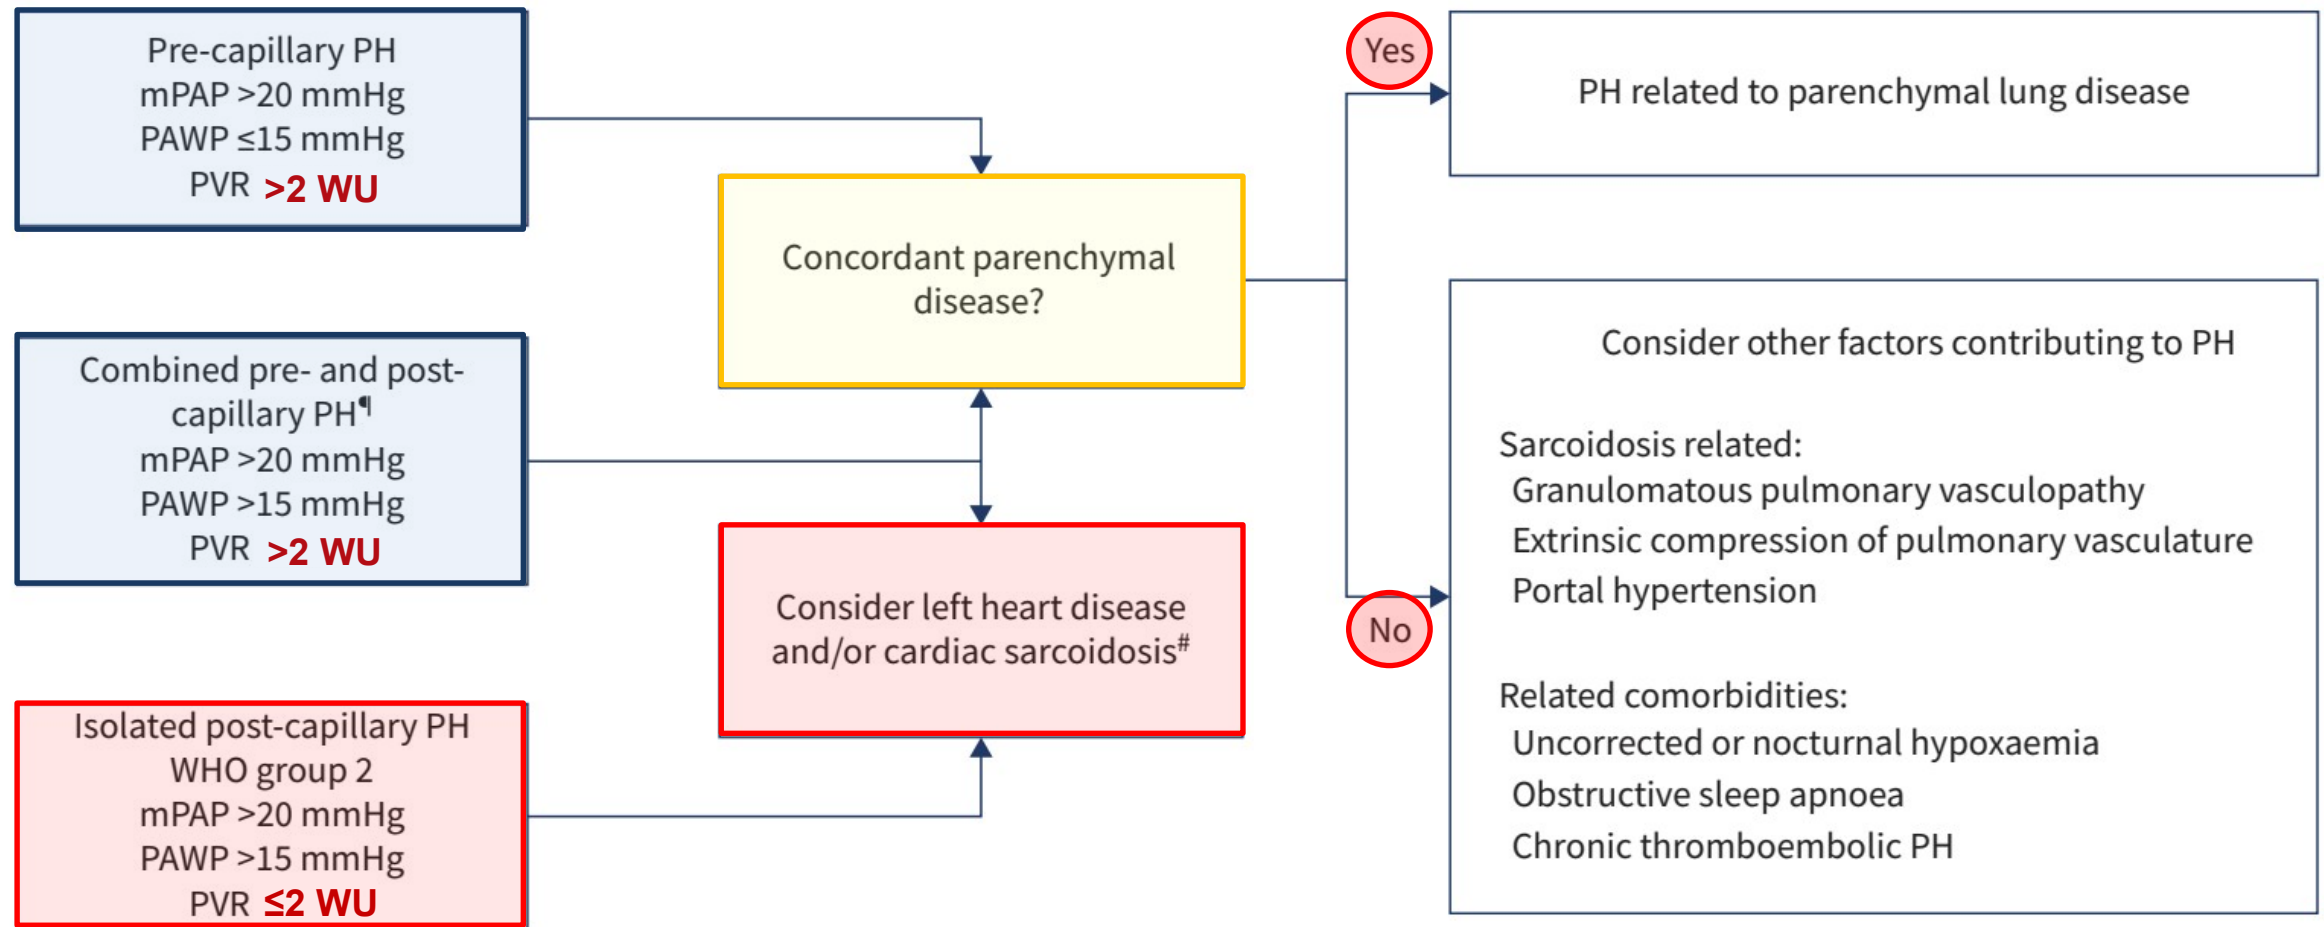 Pre-capillary PH
mPAP >20 mmHg
PAWP ≤15 mmHg
PVR >2 WU
Combined pre- and post-
capillary PH¶
mPAP >20 mmHg
PAWP >15 mmHg
PVR >2 WU
Isolated post-capillary PH
WHO group 2
mPAP >20 mmHg
PAWP >15 mmHg
PVR ≤2 WU
Concordant parenchymal
disease?
Consider left heart disease
and/or cardiac sarcoidosis#
Yes
PH related to parenchymal lung disease
No
Consider other factors contributing to PH
Sarcoidosis related:
Granulomatous pulmonary vasculopathy
Extrinsic compression of pulmonary vasculature
Portal hypertension
Related comorbidities:
Uncorrected or nocturnal hypoxaemia
Obstructive sleep apnoea
Chronic thromboembolic PH